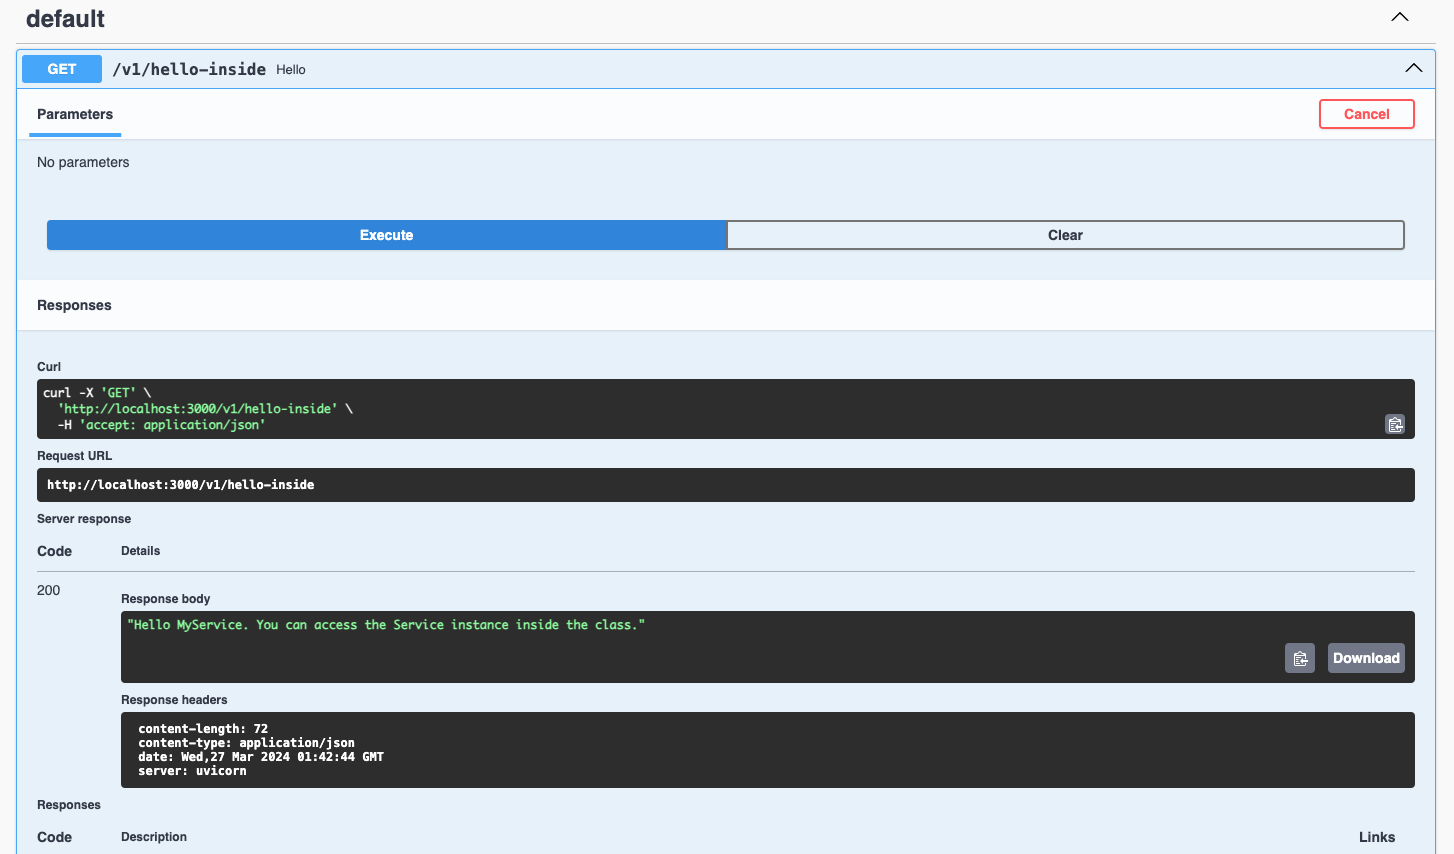 default
GET /v1/hello-inside Hello
Parameters Cancel
No parameters
Execute Clear
Responses
Curl
curl -X 'GET' \
  'http://localhost:3000/v1/hello-inside' \
  -H 'accept: application/json'
Request URL
http://localhost:3000/v1/hello-inside
Server response
Code Details
200
Response body
"Hello MyService. You can access the Service instance inside the class."
Download
Response headers
content-length: 72
content-type: application/json
date: Wed,27 Mar 2024 01:42:44 GMT
server: uvicorn
Responses
Code Description Links